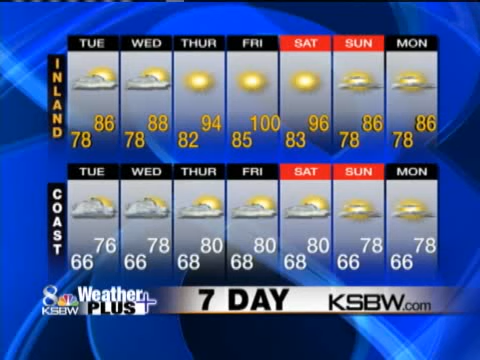 TUE WED THUR FRI SAT SUN MON
INLAND
86 88 94 100 96 86 86
78 78 82 85 83 78 78
TUE WED THUR FRI SAT SUN MON
COAST
76 78 80 80 80 78 78
66 66 68 68 68 66 66
8 KSBW Weather PLUS+ 7 DAY KSBW.com